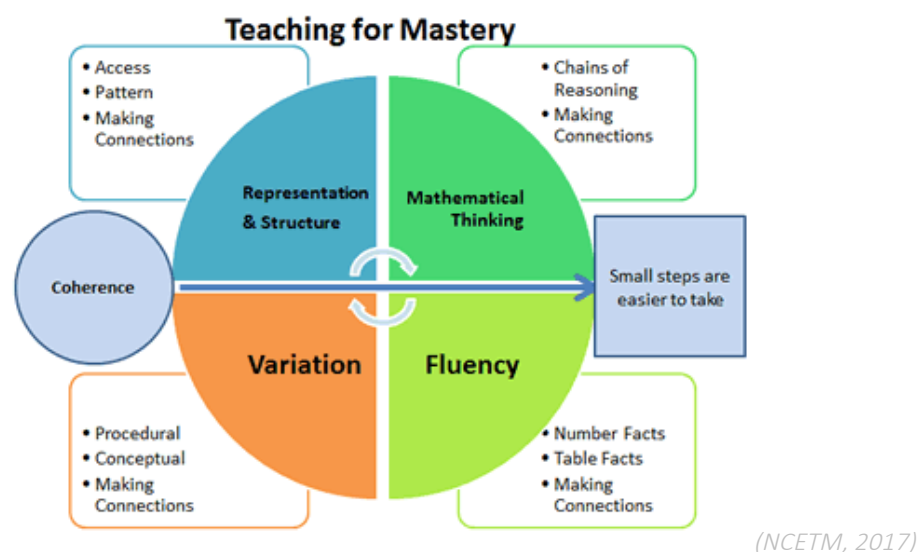 Teaching for Mastery
• Access
• Pattern
• Making
Connections
• Chains of
Reasoning
• Making
Connections
Representation
& Structure
Mathematical
Thinking
Coherence
Small steps are
easier to take
Variation
Fluency
• Procedural
• Conceptual
• Making
Connections
• Number Facts
• Table Facts
• Making
Connections
(NCETM, 2017)